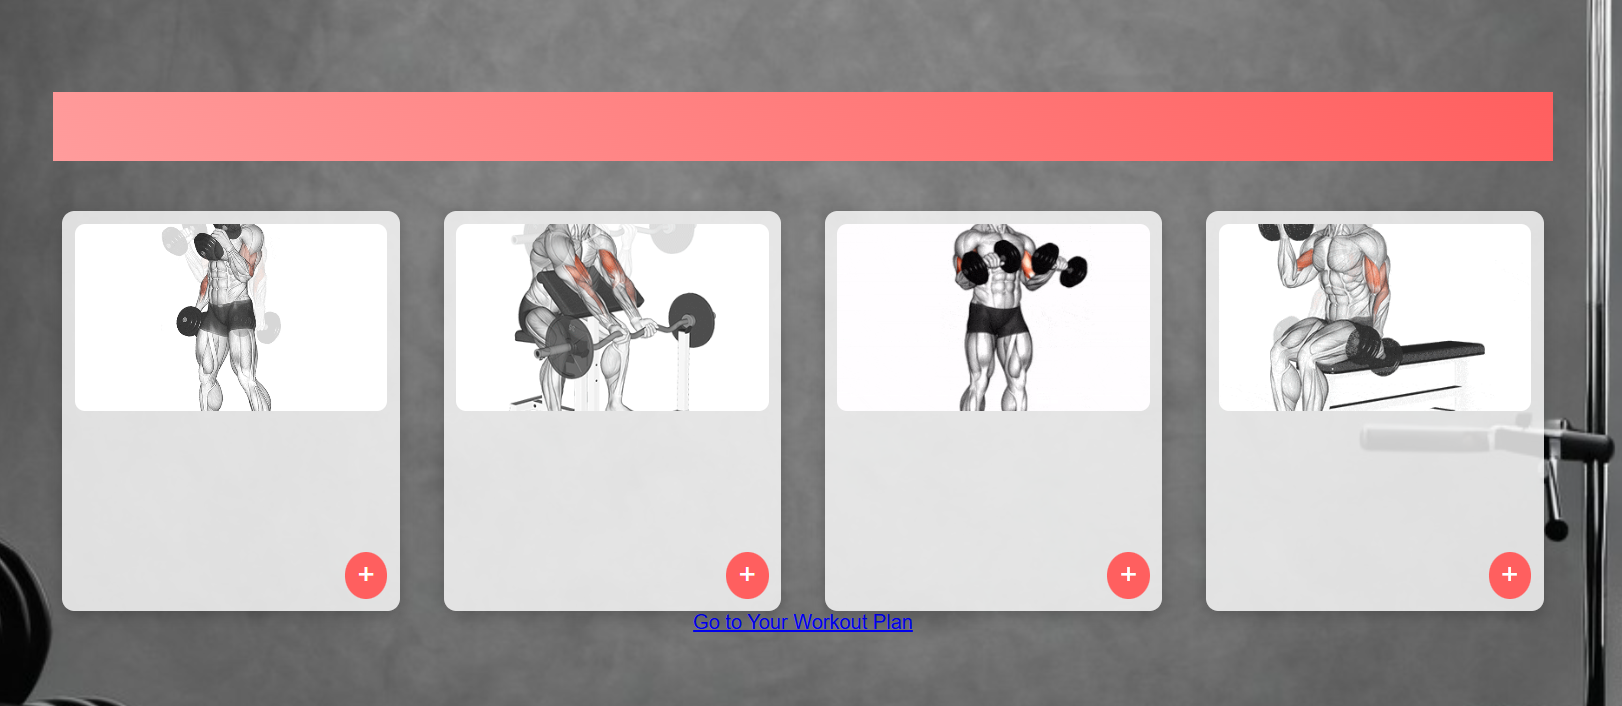 + + + +
Go to Your Workout Plan